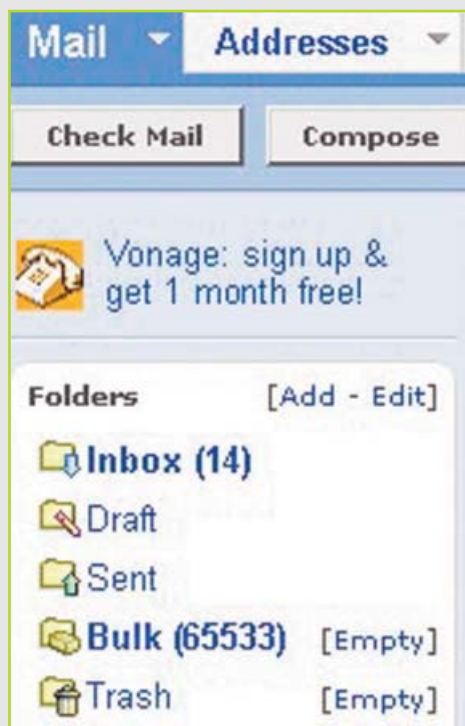 Mail Addresses
Check Mail Compose
Vonage: sign up &
get 1 month free!
Folders [Add - Edit]
Inbox (14)
Draft
Sent
Bulk (65533) [Empty]
Trash [Empty]